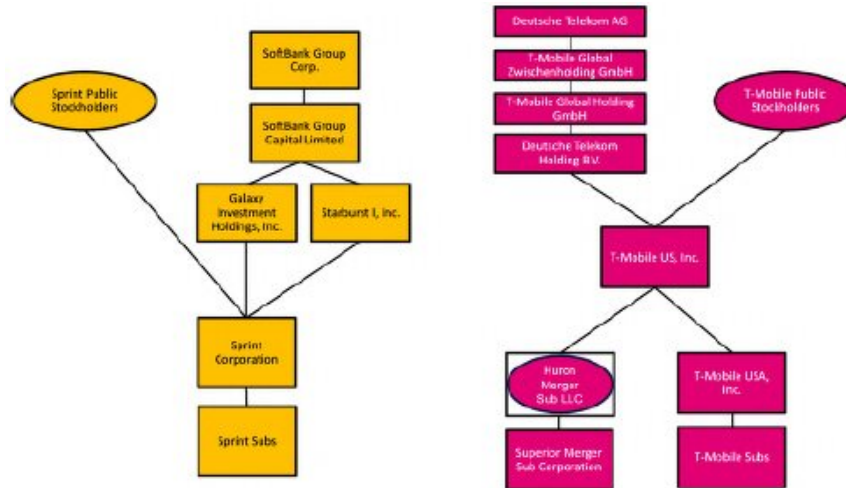 Sprint Public
Stockholders
SoftBank Group
Corp.
SoftBank Group
Capital Limited
Galaxy
Investment
Holdings, Inc.
Starburst I, Inc.
Sprint
Corporation
Sprint Subs
Deutsche Telekom AG
T-Mobile Global
Zwischenholding GmbH
T-Mobile Global Holding
GmbH
Deutsche Telekom
Holding B.V.
T-Mobile Public
Stockholders
T-Mobile US, Inc.
Huron
Merger
Sub LLC
Superior Merger
Sub Corporation
T-Mobile USA,
Inc.
T-Mobile Subs